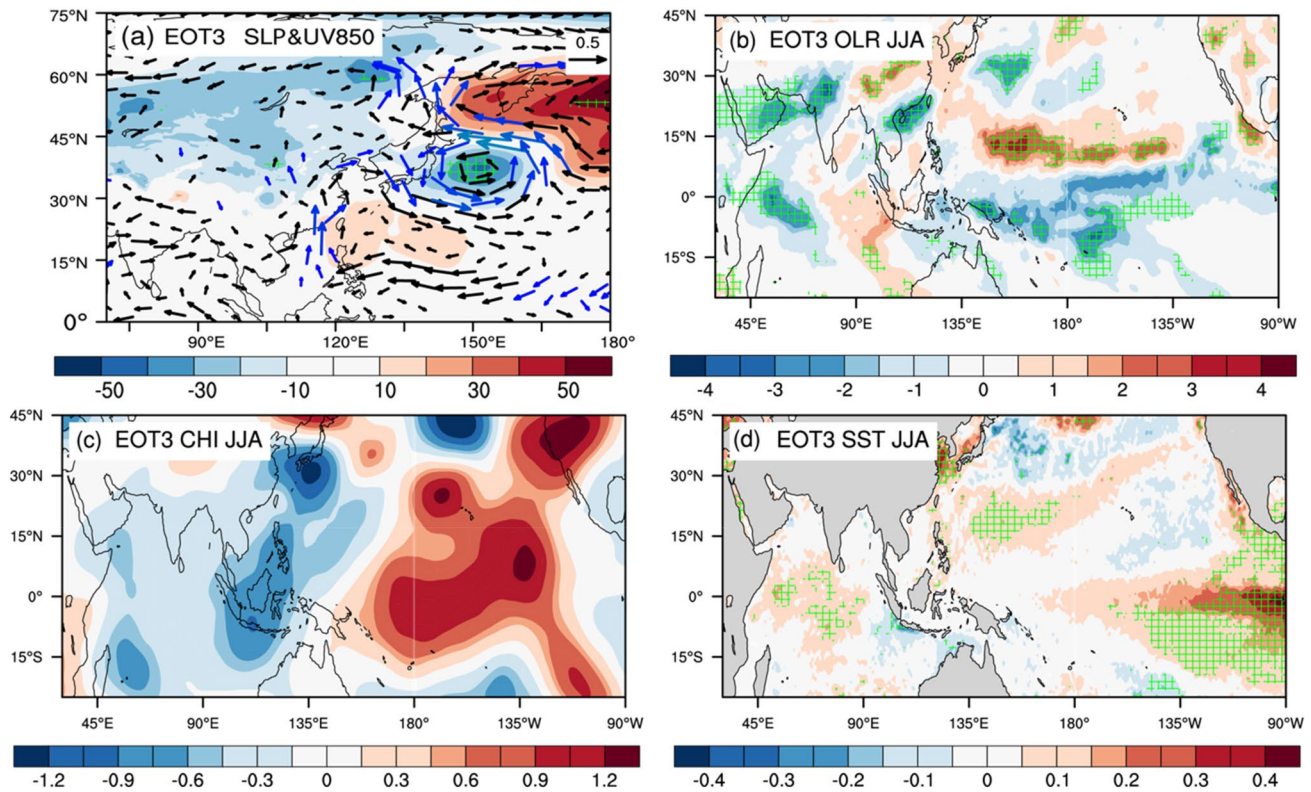 75°N
60°N
45°N
30°N
15°N
0°
(a) EOT3 SLP&UV850
0.5
90°E 120°E 150°E 180°
-50 -30 -10 10 30 50
45°N
30°N
15°N
0°
15°S
(b) EOT3 OLR JJA
45°E 90°E 135°E 180° 135°W 90°W
-4 -3 -2 -1 0 1 2 3 4
45°N
30°N
15°N
0°
15°S
(c) EOT3 CHI JJA
45°E 90°E 135°E 180° 135°W 90°W
-1.2 -0.9 -0.6 -0.3 0 0.3 0.6 0.9 1.2
45°N
30°N
15°N
0°
15°S
(d) EOT3 SST JJA
45°E 90°E 135°E 180° 135°W 90°W
-0.4 -0.3 -0.2 -0.1 0 0.1 0.2 0.3 0.4